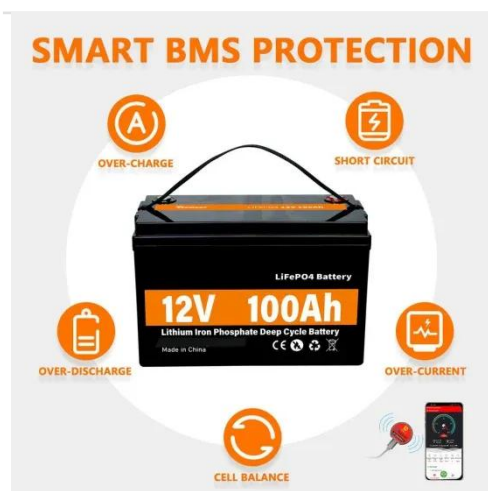 SMART BMS PROTECTION
A
OVER-CHARGE
SHORT CIRCUIT
LiFePO4 Battery
12V 100Ah
Lithium Iron Phosphate Deep Cycle Battery
Made in China
CE
OVER-DISCHARGE
OVER-CURRENT
CELL BALANCE